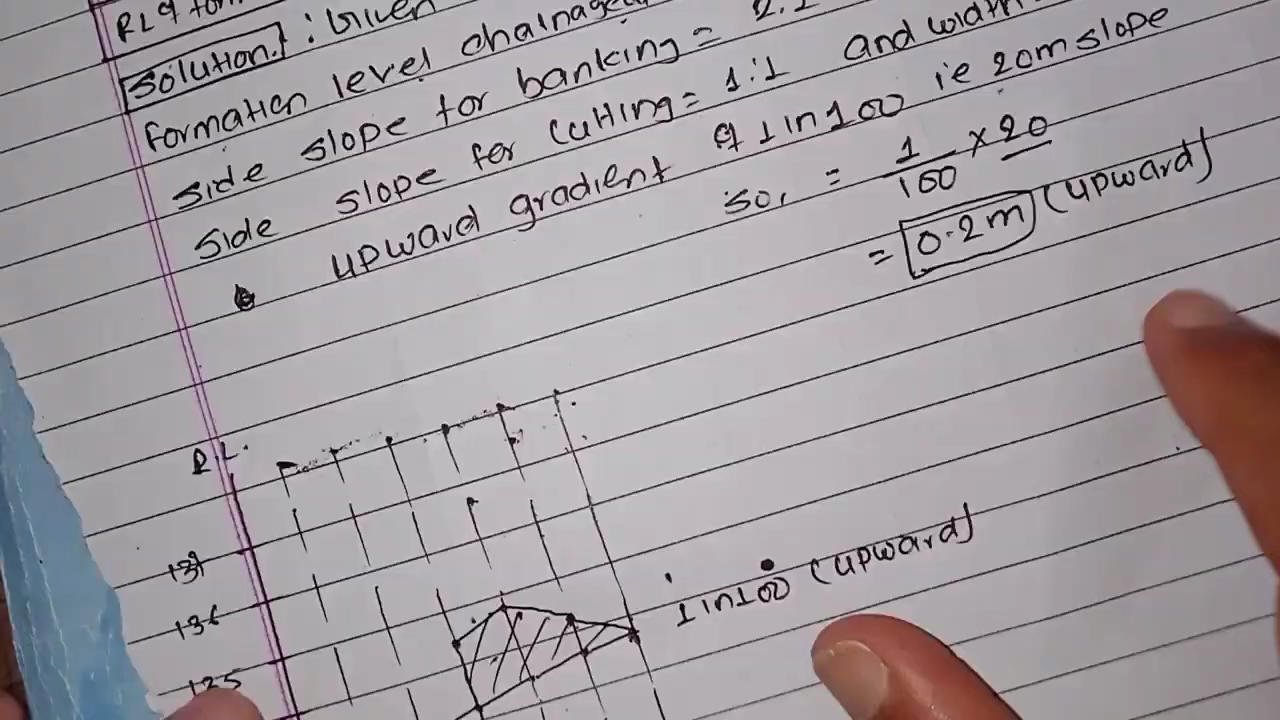 RL of
Solution: Given
Formation level chainage
side slope for banking = 2:1
side slope for cutting = 1:1 and width
upward gradient of 1 in 100 ie 20m slope
so, = 1/100 × 20
= 0.2m (upward)
R.L.
136
135
1 in 100 (upward)